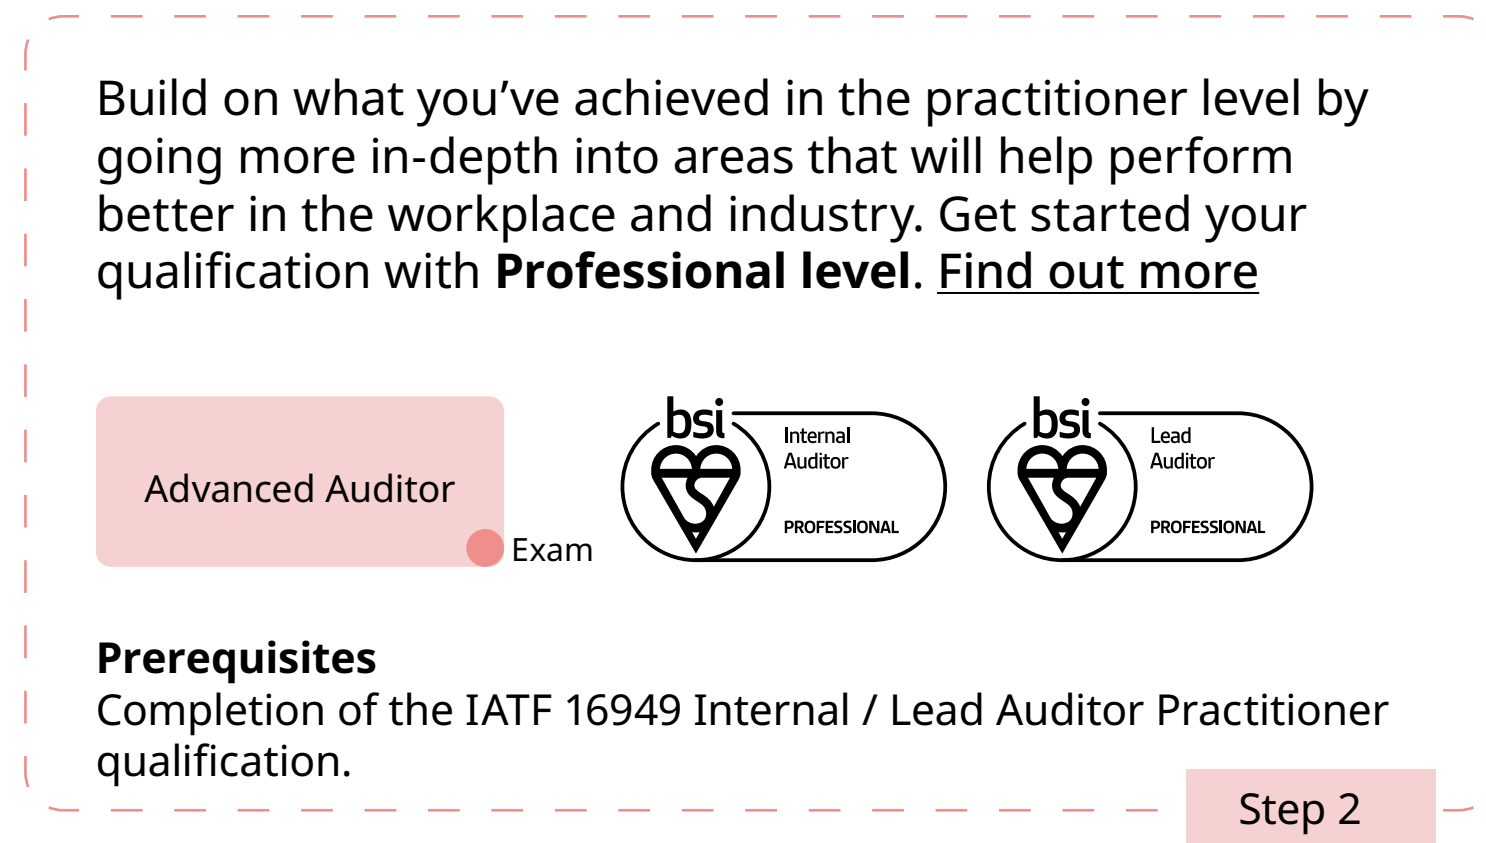 Build on what you’ve achieved in the practitioner level by
going more in-depth into areas that will help perform
better in the workplace and industry. Get started your
qualification with Professional level. Find out more
Advanced Auditor
Exam
bsi
Internal
Auditor
PROFESSIONAL
bsi
Lead
Auditor
PROFESSIONAL
Prerequisites
Completion of the IATF 16949 Internal / Lead Auditor Practitioner
qualification.
Step 2